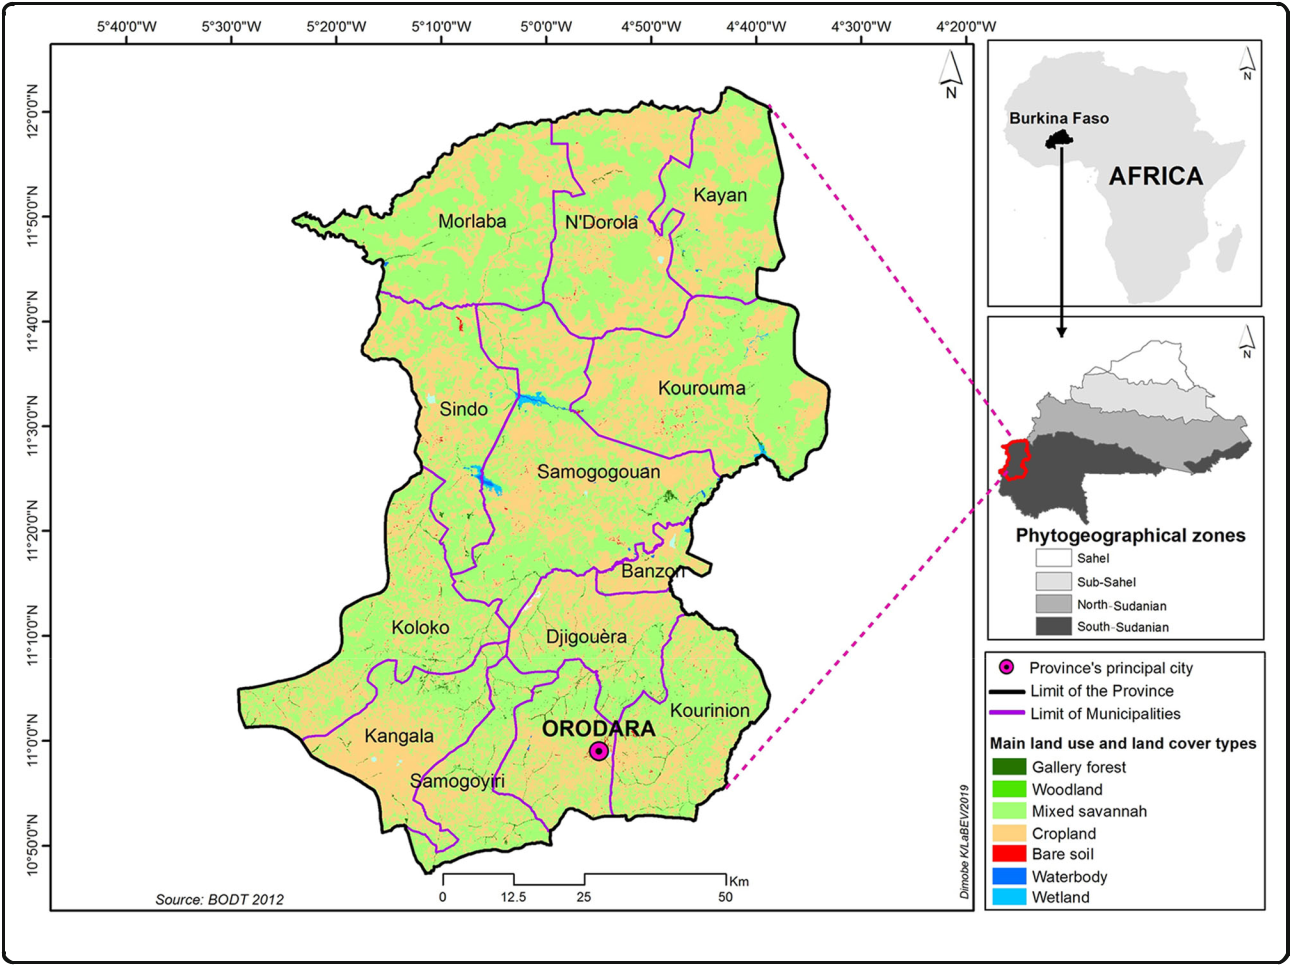 5°40'0"W 5°30'0"W 5°20'0"W 5°10'0"W 5°0'0"W 4°50'0"W 4°40'0"W 4°30'0"W 4°20'0"W
12°0'0"N
11°50'0"N
11°40'0"N
11°30'0"N
11°20'0"N
11°10'0"N
11°0'0"N
10°50'0"N
N
Kayan
Morlaba
N'Dorola
Kourouma
Sindo
Samogogouan
Banzon
Koloko
Djigouèra
Kourinion
ORODARA
Kangala
Samogoyiri
Km
0 12.5 25 50
Source: BODT 2012
Dimobe K/LaBEV/2019
N
Burkina Faso
AFRICA
N
Phytogeographical zones
Sahel
Sub-Sahel
North-Sudanian
South-Sudanian
Province's principal city
Limit of the Province
Limit of Municipalities
Main land use and land cover types
Gallery forest
Woodland
Mixed savannah
Cropland
Bare soil
Waterbody
Wetland